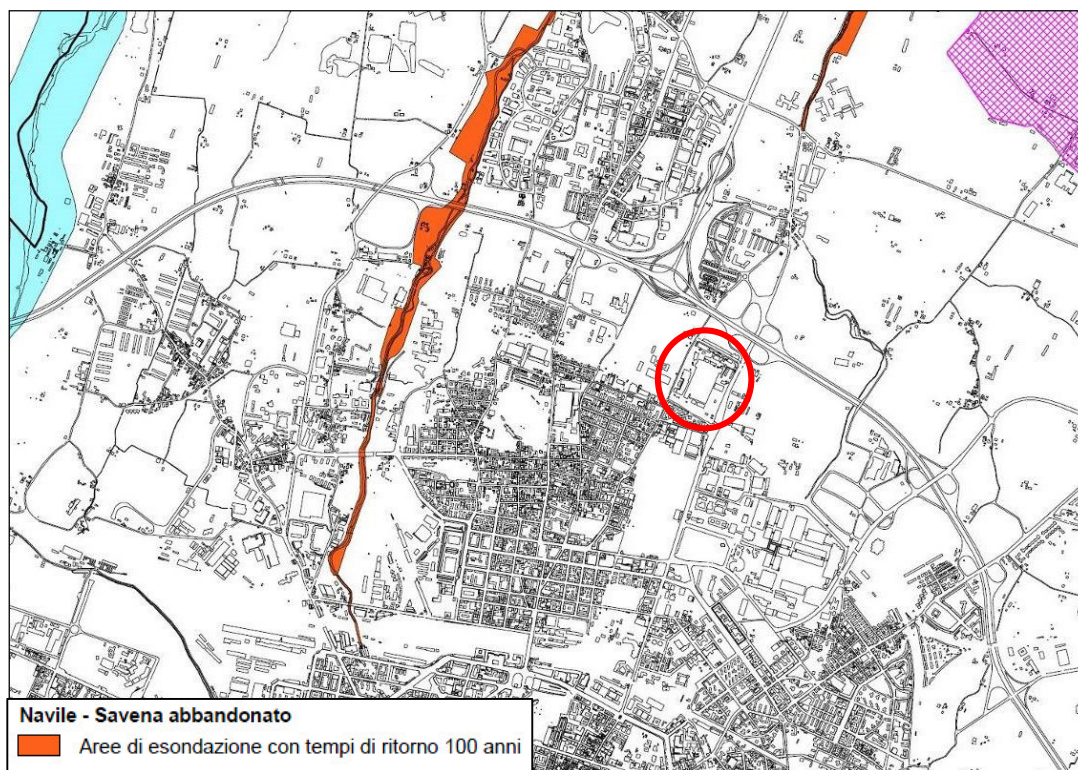 Navile - Savena abbandonato
Aree di esondazione con tempi di ritorno 100 anni